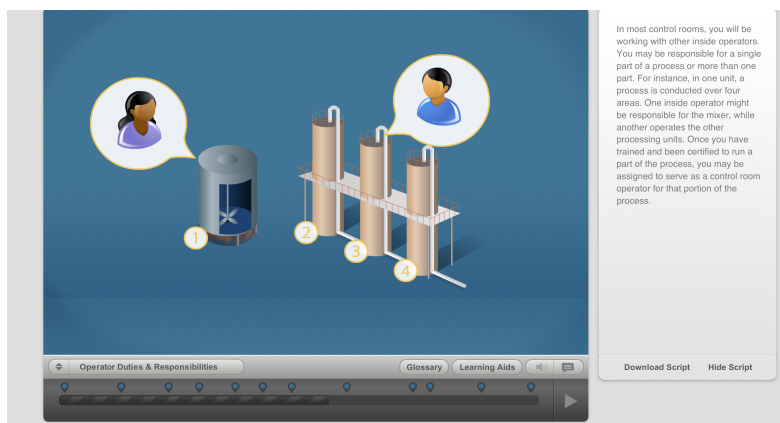 In most control rooms, you will be
working with other inside operators.
You may be responsible for a single
part of a process or more than one
part. For instance, in one unit, a
process is conducted over four
areas. One inside operator might
be responsible for the mixer, while
another operates the other
processing units. Once you have
trained and been certified to run a
part of the process, you may be
assigned to serve as a control room
operator for that portion of the
process.
1
2
3
4
Operator Duties & Responsibilities
Glossary
Learning Aids
Download Script
Hide Script